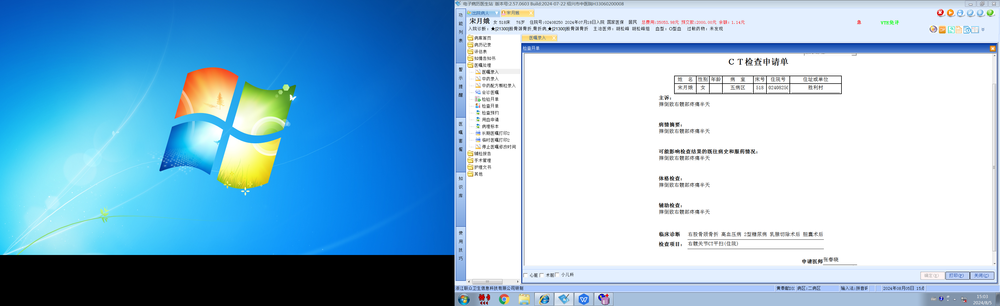 电子病历医生站 版本号:2.57.0603 Build:2024-07-22 绍兴市中医院H33060200008
功能列表
警示提醒
医嘱套餐
知识库
使用技巧
出院病人
宋月娥
宋月娥 女 518床 76岁 住院号:02408250 2024年07月18日入院 国家医保 居民 总费用:35053.98元 预交款:2000.00元 余额: 1.14元
急
VTE免评
入院诊断: ★[21300]股骨颈骨折,骨折病,★[21300]股骨颈骨折 主治医师: 胡松峰 胡松峰组 血型: O型血 过敏药物: 未发现
CP
病案首页
病历记录
评估表
知情告知书
医嘱处理
医嘱录入
中药录入
中药配方颗粒录入
会诊医嘱
检验开单
检查开单
检查预约
用血申请
病理标本
长期医嘱打印2
临时医嘱打印2
停止医嘱修改时间
辅检报告
手术管理
护理文书
其他
医嘱录入
检查开单
CT检查申请单
姓 名 性别 年龄 病 室 床号 住院号 住址或单位
宋月娥 女 五病区 518 02408250 胜利村
主诉:
摔倒致右髋部疼痛半天
病情摘要:
摔倒致右髋部疼痛半天
可能影响检查结果的既往病史和服药情况:
摔倒致右髋部疼痛半天
体格检查:
摔倒致右髋部疼痛半天
辅助检查:
摔倒致右髋部疼痛半天
临床诊断 右股骨颈骨折 高血压病 2型糖尿病 乳腺切除术后 胆囊术后
检查项目: 右髋关节CT平扫(住院)
申请医师 张春晓
心脏 术前 小儿科
确定(E) 打印(P) 关闭(C)
浙江联众卫生信息科技有限公司研制
黄奉献D3 病区:二病区 输入法:拼音码 2024年08月05日 15点
15:03
2024/8/5